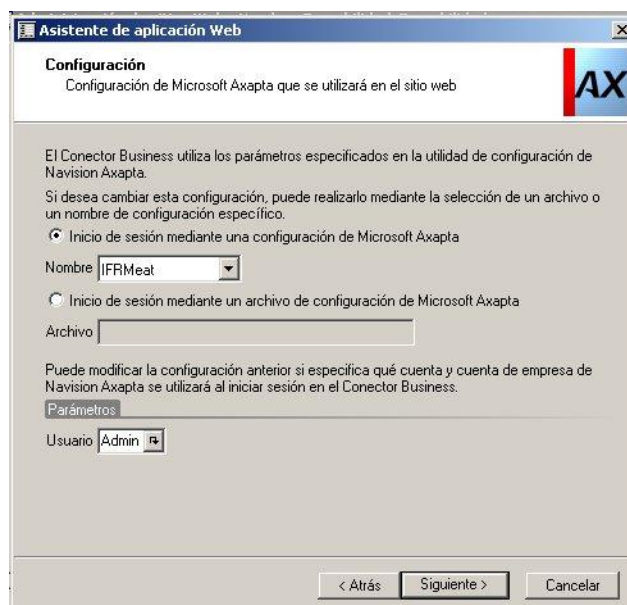 Asistente de aplicación Web
Configuración
Configuración de Microsoft Axapta que se utilizará en el sitio web
AX
El Conector Business utiliza los parámetros especificados en la utilidad de configuración de
Navision Axapta.
Si desea cambiar esta configuración, puede realizarlo mediante la selección de un archivo o
un nombre de configuración específico.
Inicio de sesión mediante una configuración de Microsoft Axapta
Nombre IFRMeat
Inicio de sesión mediante un archivo de configuración de Microsoft Axapta
Archivo
Puede modificar la configuración anterior si especifica qué cuenta y cuenta de empresa de
Navision Axapta se utilizará al iniciar sesión en el Conector Business.
Parámetros
Usuario Admin
< Atrás Siguiente > Cancelar